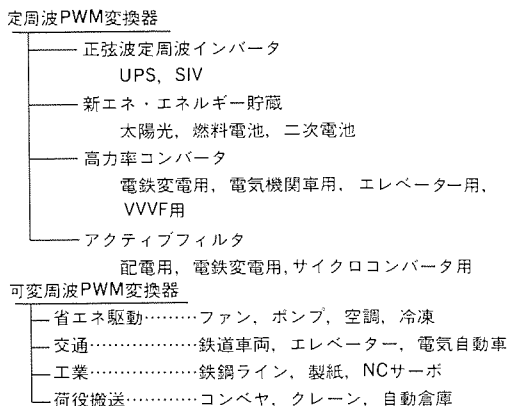 定周波PWM変換器
正弦波定周波インバータ
UPS，SIV
新エネ・エネルギー貯蔵
太陽光，燃料電池，二次電池
高力率コンバータ
電鉄変電用，電気機関車用，エレベーター用，
VVVF用
アクティブフィルタ
配電用，電鉄変電用，サイクロコンバータ用
可変周波PWM変換器
省エネ駆動………ファン，ポンプ，空調，冷凍
交通……………鉄道車両，エレベーター，電気自動車
工業……………鉄鋼ライン，製紙，NCサーボ
荷役搬送…………コンベヤ，クレーン，自動倉庫